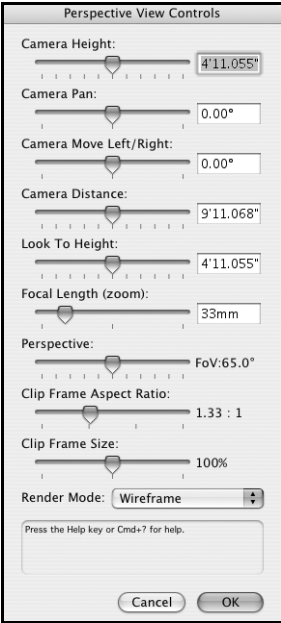 Perspective View Controls
Camera Height:
4'11.055"
Camera Pan:
0.00°
Camera Move Left/Right:
0.00°
Camera Distance:
9'11.068"
Look To Height:
4'11.055"
Focal Length (zoom):
33mm
Perspective:
FoV:65.0°
Clip Frame Aspect Ratio:
1.33 : 1
Clip Frame Size:
100%
Render Mode: Wireframe
Press the Help key or Cmd+? for help.
Cancel OK